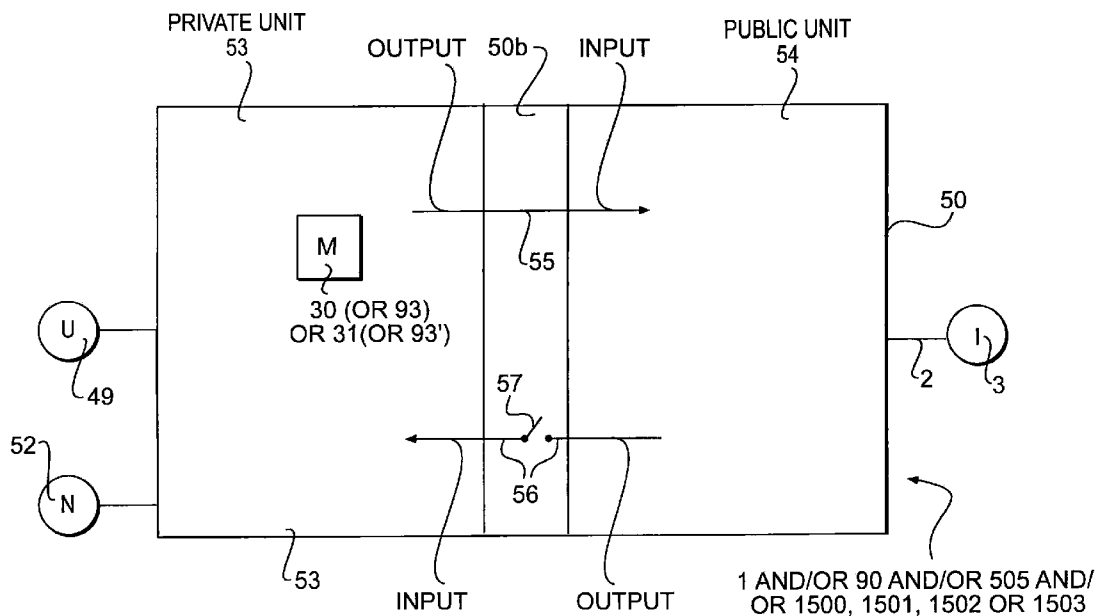 PRIVATE UNIT
53
OUTPUT
50b
INPUT
PUBLIC UNIT
54
50
55
M
30 (OR 93)
OR 31(OR 93')
U
49
I
2
3
57
52
N
56
53
INPUT
OUTPUT
1 AND/OR 90 AND/OR 505 AND/
OR 1500, 1501, 1502 OR 1503